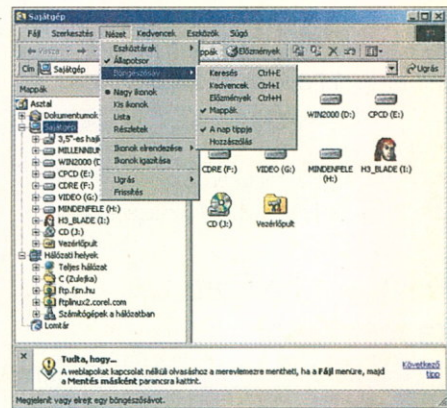 Sajátgép
Fájl Szerkesztés Nézet Kedvencek Eszközök Súgó
Vissza
Mappák Előzmények
Cím Sajátgép Ugrás
Eszköztárak
Állapotsor
Böngészősáv
Nagy ikonok
Kis ikonok
Lista
Részletek
Ikonok elrendezése
Ikonok igazítása
Ugrás
Frissítés
Keresés Ctrl+E
Kedvencek Ctrl+I
Előzmények Ctrl+H
Mappák
A nap tippje
Hozzászólás
Mappák
Asztal
Dokumentumok
Sajátgép
3,5"-es hajl
MILLENNIUM
WIN2000 (D
CPCD (E:)
CDRE (F:)
VIDEO (G:)
MINDENFELE (H:)
H3_BLADE (I:)
CD (J:)
Vezérlőpult
Hálózati helyek
Teljes hálózat
C (Zulejka)
ftp.fsn.hu
ftplinux2.corel.com
Számítógépek a hálózatban
Lomtár
WIN2000 (D:) CPCD (E:)
CDRE (F:) VIDEO (G:) MINDENFELE (H:) H3_BLADE (I:)
CD (J:) Vezérlőpult
Tudta, hogy...
A weblapokat kapcsolat nélküli olvasáshoz a merevlemezre mentheti, ha a Fájl menüre, majd
a Mentés másként parancsra kattint.
Következő
tipp
Megjelenít vagy elrejt egy böngészősávot.